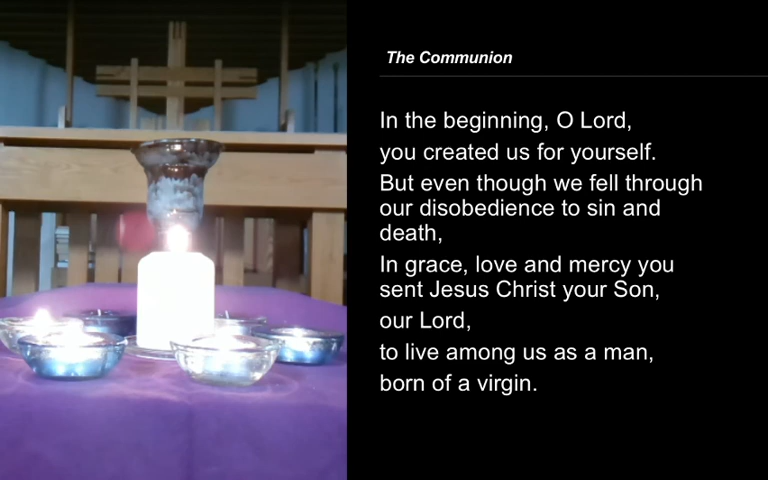 The Communion
In the beginning, O Lord,
you created us for yourself.
But even though we fell through
our disobedience to sin and
death,
In grace, love and mercy you
sent Jesus Christ your Son,
our Lord,
to live among us as a man,
born of a virgin.